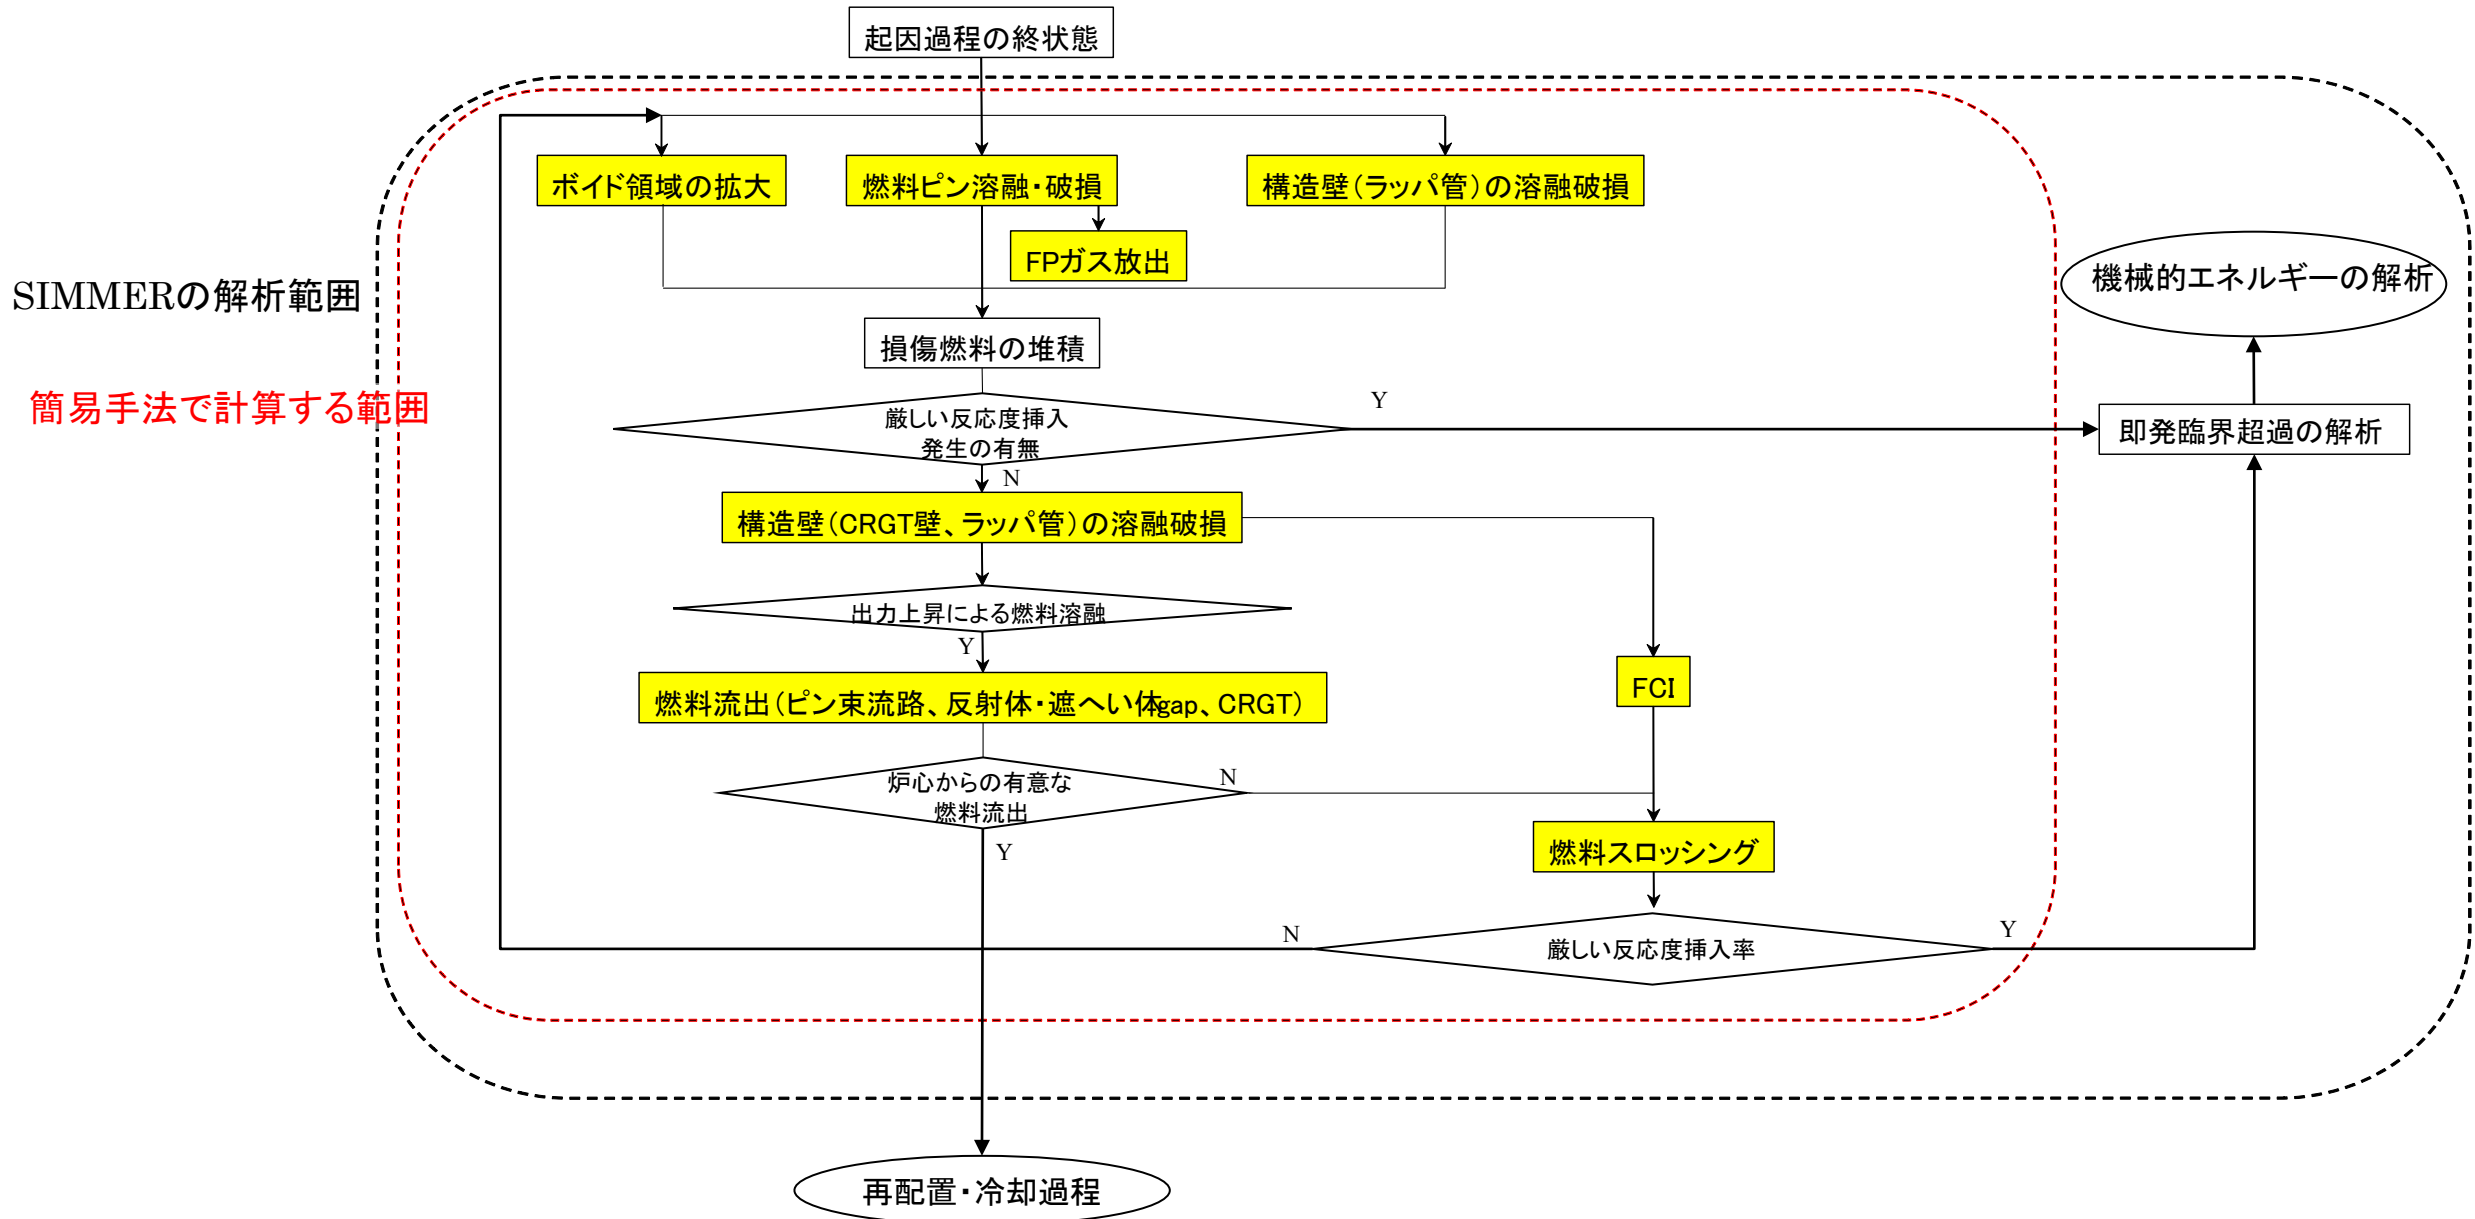 起因過程の終状態
ボイド領域の拡大
燃料ピン溶融・破損
構造壁（ラッパ管）の溶融破損
FPガス放出
SIMMERの解析範囲
機械的エネルギーの解析
損傷燃料の堆積
簡易手法で計算する範囲
厳しい反応度挿入
発生の有無
Y
即発臨界超過の解析
N
構造壁（CRGT壁、ラッパ管）の溶融破損
出力上昇による燃料溶融
Y
燃料流出（ピン束流路、反射体・遮へい体gap、CRGT）
FCI
炉心からの有意な
燃料流出
N
Y
燃料スロッシング
N
厳しい反応度挿入率
Y
再配置・冷却過程